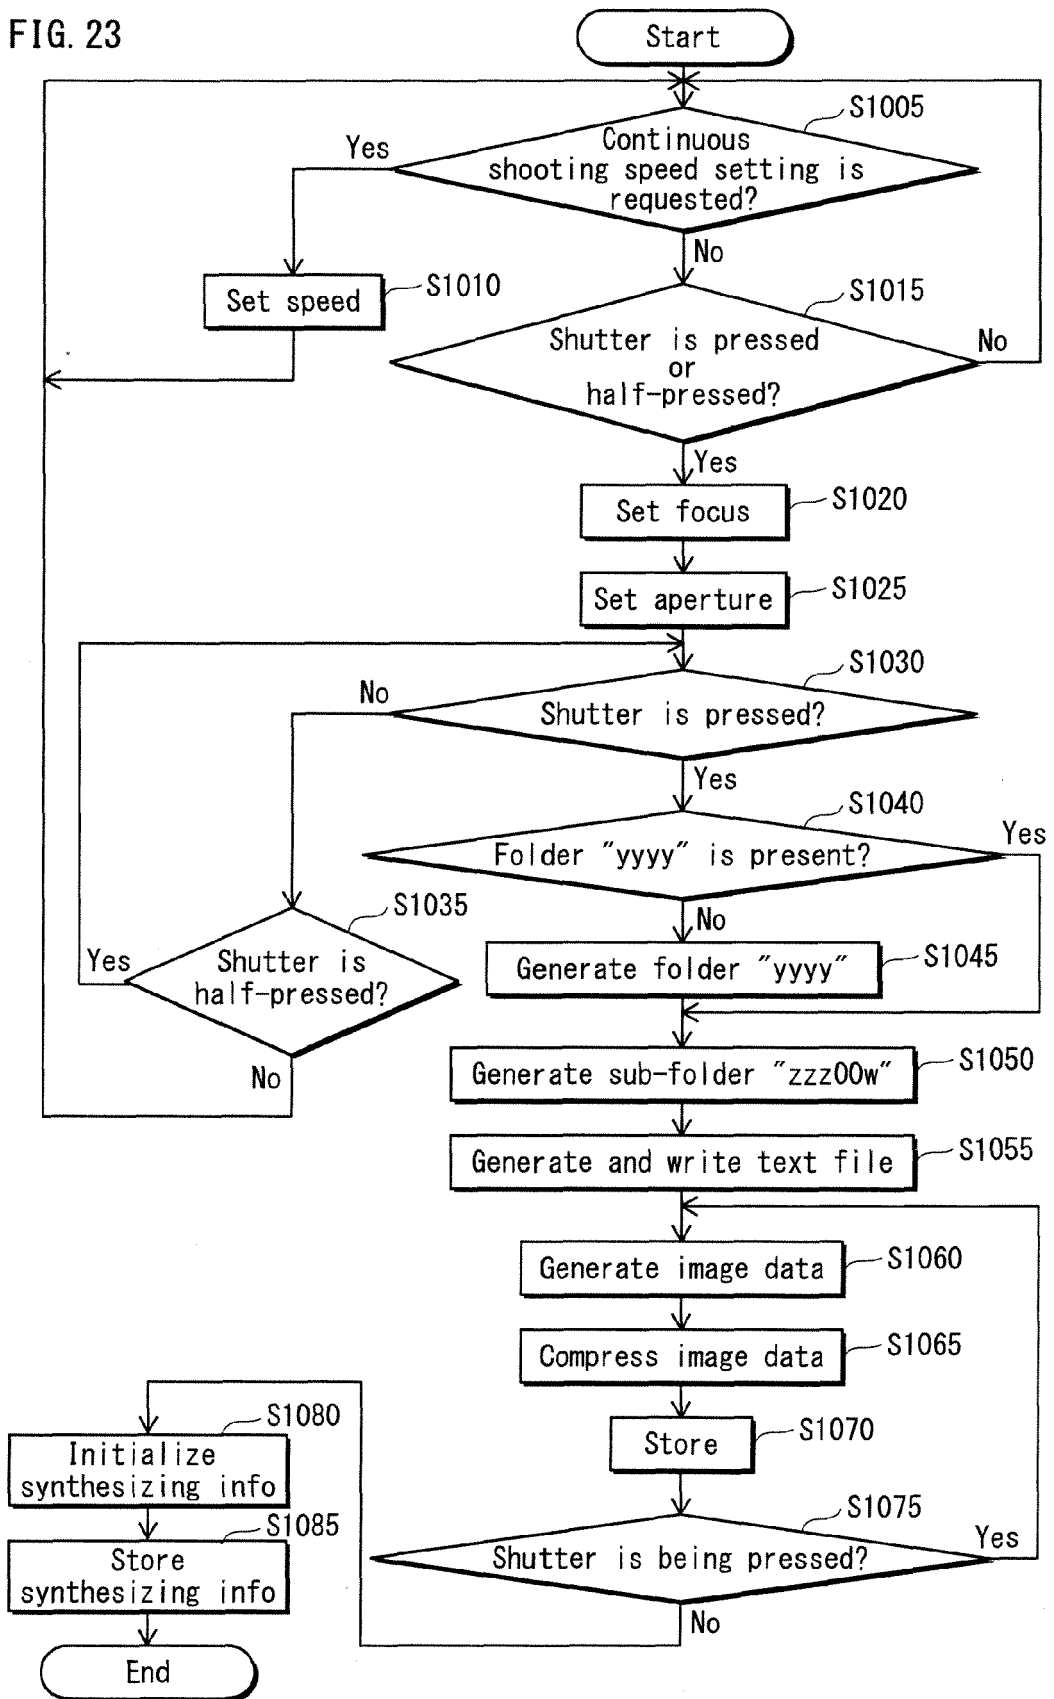 FIG. 23
Start
S1005
Continuous
shooting speed setting is
requested?
Yes
No
Set speed
S1010
S1015
Shutter is pressed
or
half-pressed?
No
Yes
Set focus
S1020
Set aperture
S1025
S1030
No
Shutter is pressed?
Yes
S1040
Folder "yyyy" is present?
Yes
No
S1035
Yes
Shutter is
half-pressed?
No
Generate folder "yyyy"
S1045
Generate sub-folder "zzz00w"
S1050
Generate and write text file
S1055
Generate image data
S1060
Compress image data
S1065
Store
S1070
S1075
Shutter is being pressed?
Yes
No
S1080
Initialize
synthesizing info
S1085
Store
synthesizing info
End